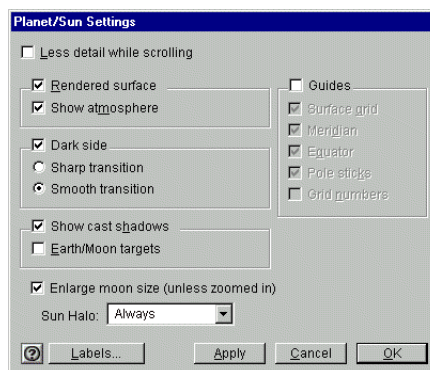 Planet/Sun Settings
Less detail while scrolling
Rendered surface
Show atmosphere
Dark side
Sharp transition
Smooth transition
Show cast shadows
Earth/Moon targets
Guides
Surface grid
Meridian
Equator
Pole sticks
Grid numbers
Enlarge moon size (unless zoomed in)
Sun Halo: Always
? Labels... Apply Cancel OK